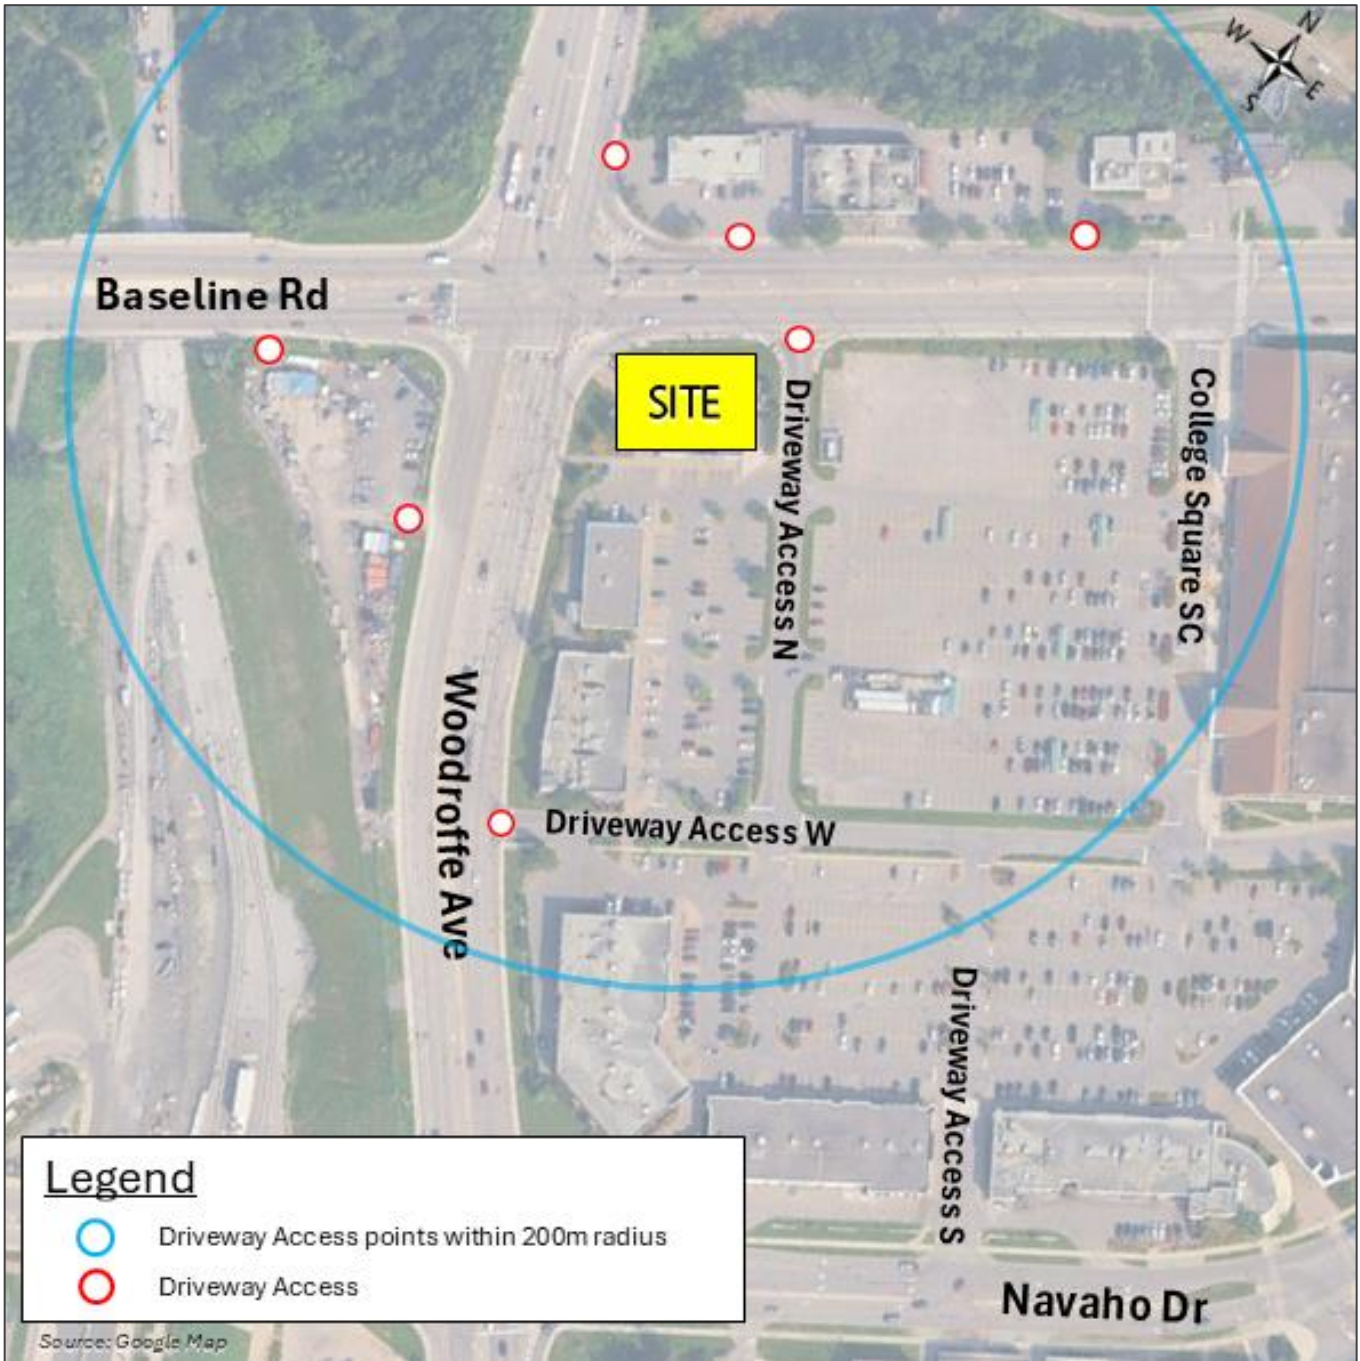 N
W
E
S
Baseline Rd
SITE
Driveway Access N
College Square SC
Woodroffe Ave
Driveway Access W
Driveway Access S
Legend
Driveway Access points within 200m radius
Driveway Access
Navaho Dr
Source: Google Map